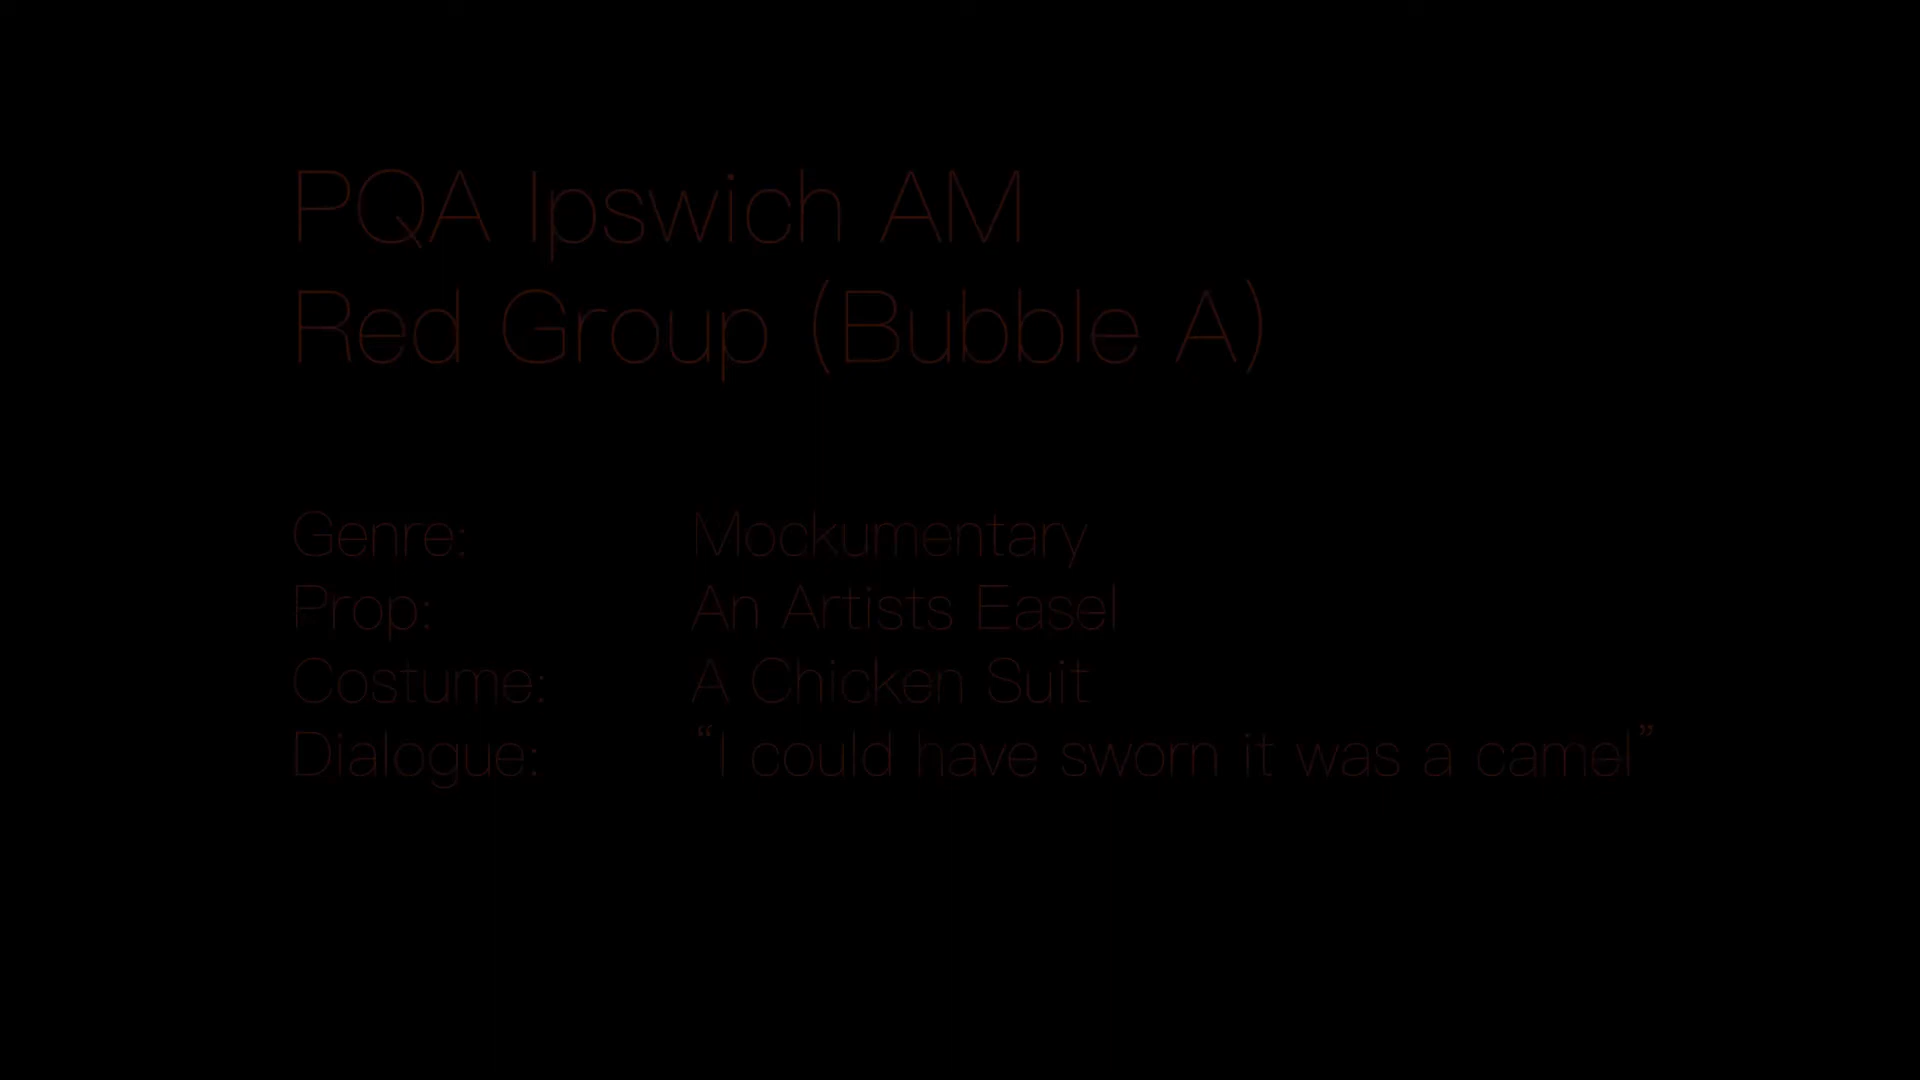 PQA Ipswich AM
Red Group (Bubble A)
Genre: Mockumentary
Prop: An Artists Easel
Costume: A Chicken Suit
Dialogue: “I could have sworn it was a camel”